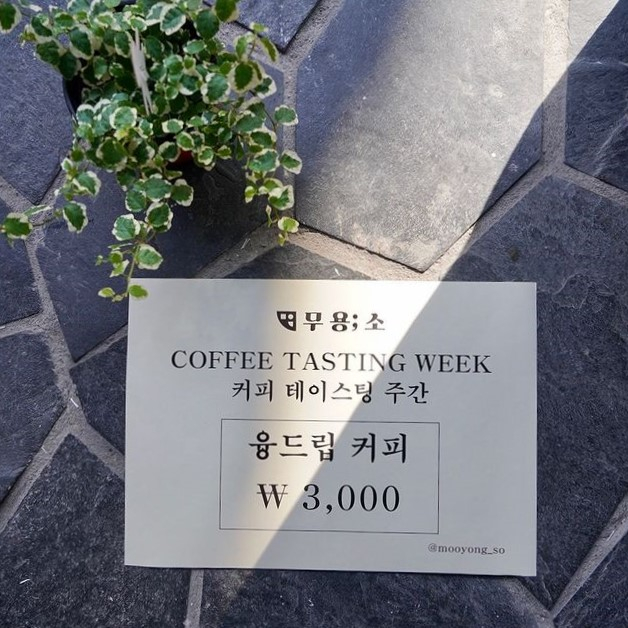 무용;소
COFFEE TASTING WEEK
커피 테이스팅 주간
융드립 커피
₩ 3,000
@mooyong_so